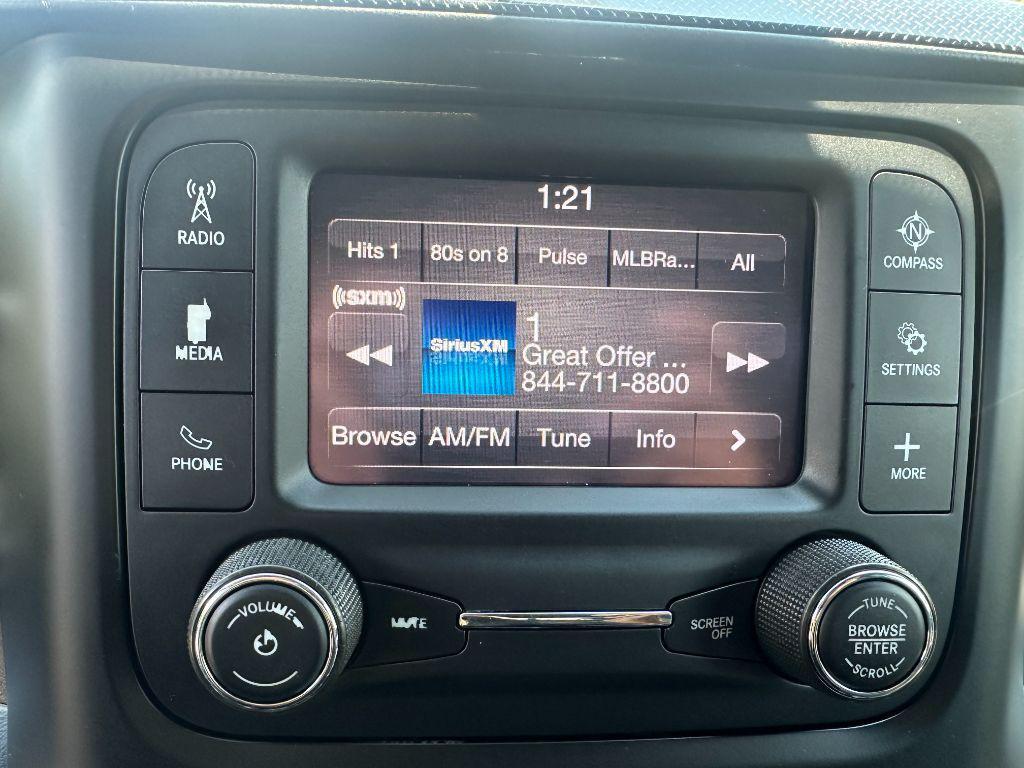 1:21
RADIO
MEDIA
PHONE
Hits 1
80s on 8
Pulse
MLBRa...
All
((sxm))
SiriusXM
1
Great Offer ...
844-711-8800
Browse
AM/FM
Tune
Info
N
COMPASS
SETTINGS
MORE
VOLUME
MUTE
SCREEN
OFF
TUNE
BROWSE
ENTER
SCROLL